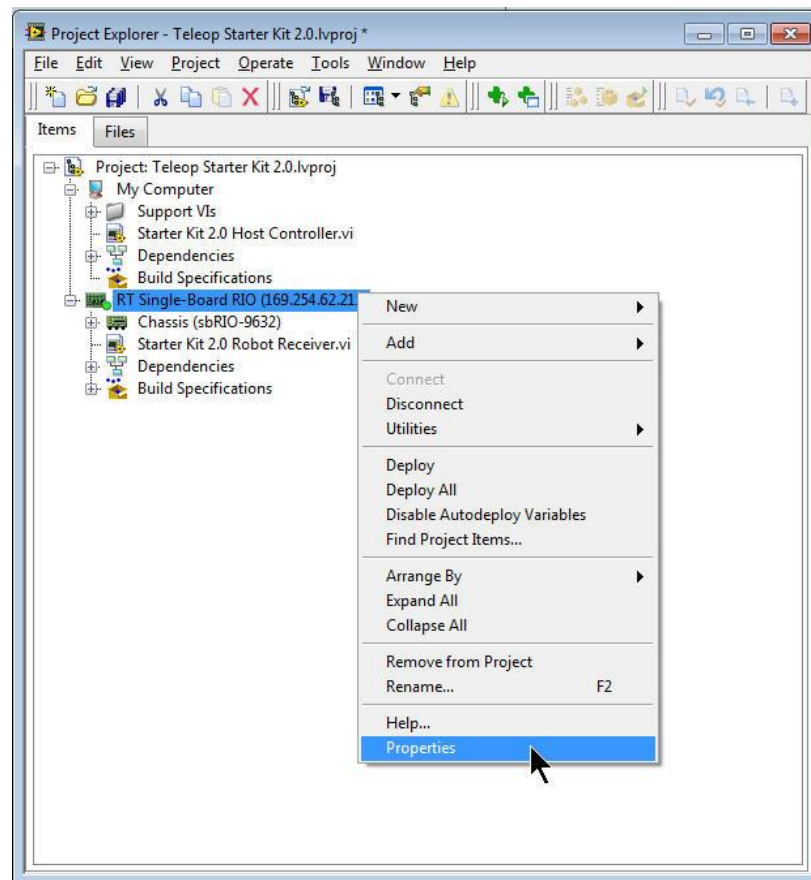 Project Explorer - Teleop Starter Kit 2.0.lvproj *
File Edit View Project Operate Tools Window Help
Items Files
Project: Teleop Starter Kit 2.0.lvproj
My Computer
Support VIs
Starter Kit 2.0 Host Controller.vi
Dependencies
Build Specifications
RT Single-Board RIO (169.254.62.21
Chassis (sbRIO-9632)
Starter Kit 2.0 Robot Receiver.vi
Dependencies
Build Specifications
New
Add
Connect
Disconnect
Utilities
Deploy
Deploy All
Disable Autodeploy Variables
Find Project Items...
Arrange By
Expand All
Collapse All
Remove from Project
Rename... F2
Help...
Properties